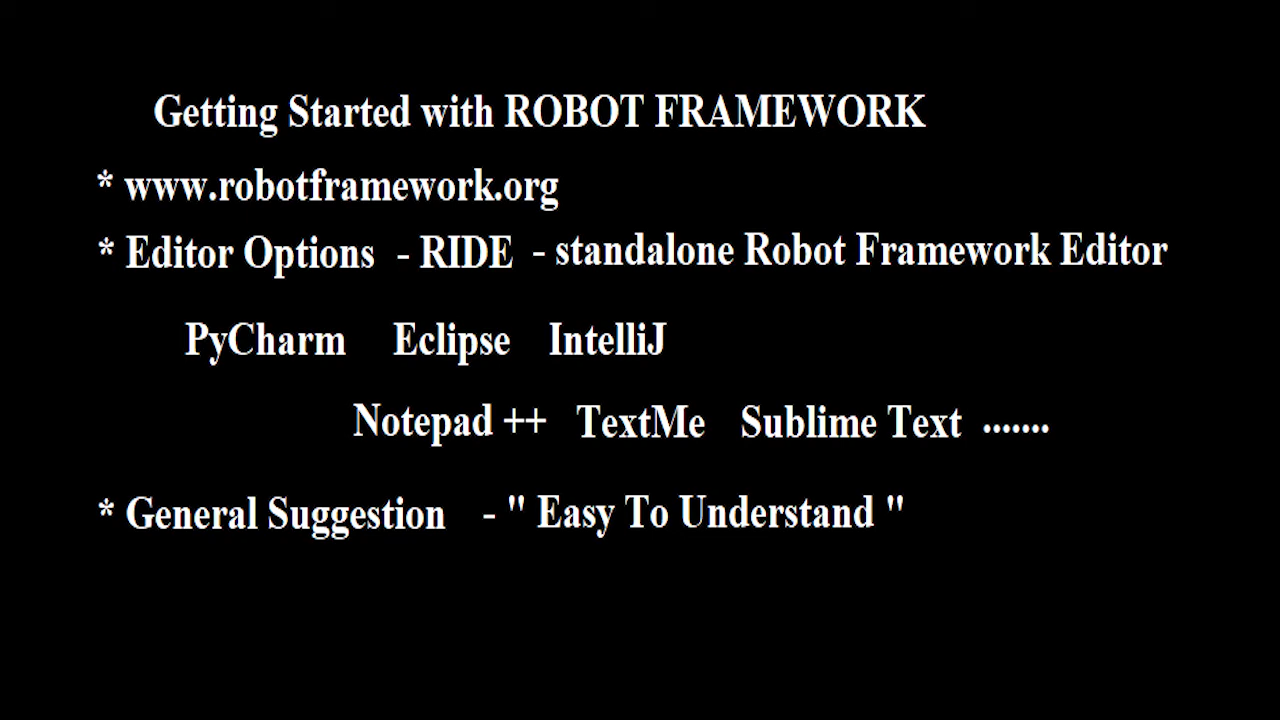 Getting Started with ROBOT FRAMEWORK
* www.robotframework.org
* Editor Options - RIDE - standalone Robot Framework Editor
PyCharm Eclipse IntelliJ
Notepad ++ TextMe Sublime Text .......
* General Suggestion - " Easy To Understand "